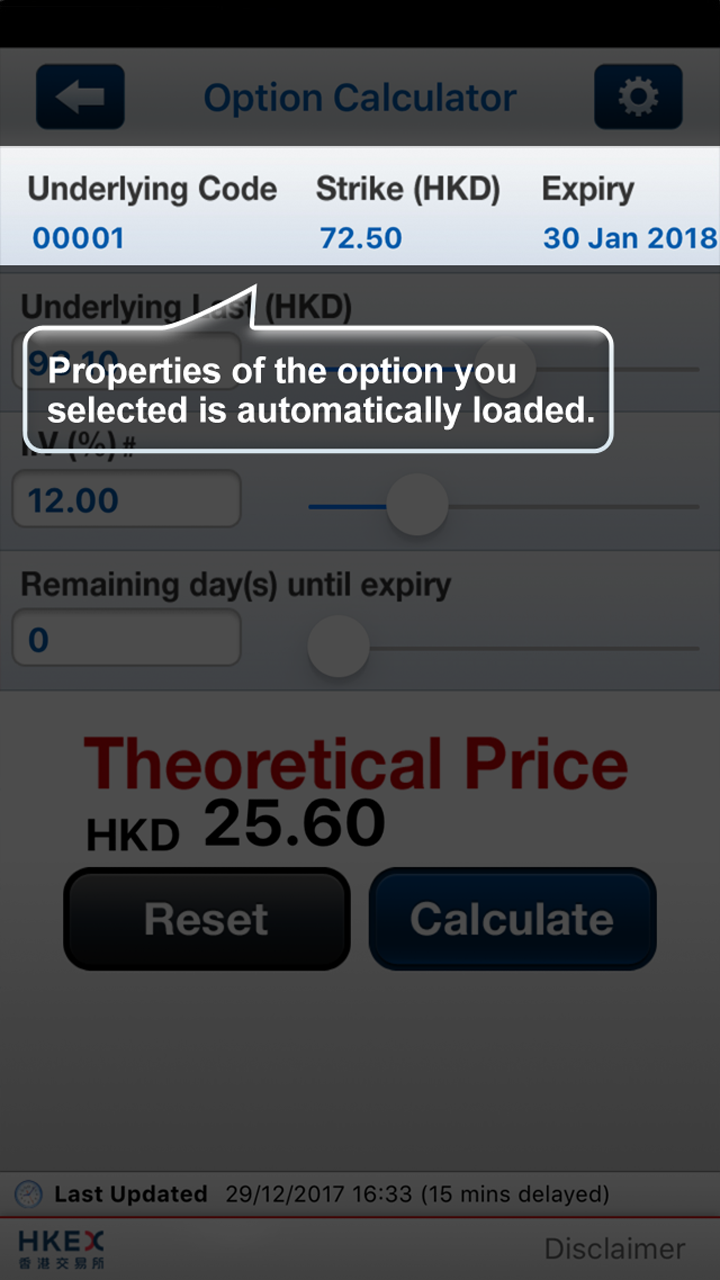 Option Calculator
Underlying Code Strike (HKD) Expiry
00001 72.50 30 Jan 2018
Underlying Last (HKD)
98.10
Properties of the option you
selected is automatically loaded.
(%) #
12.00
Remaining day(s) until expiry
0
Theoretical Price
HKD 25.60
Reset Calculate
Last Updated 29/12/2017 16:33 (15 mins delayed)
HKEX
香港交易所
Disclaimer